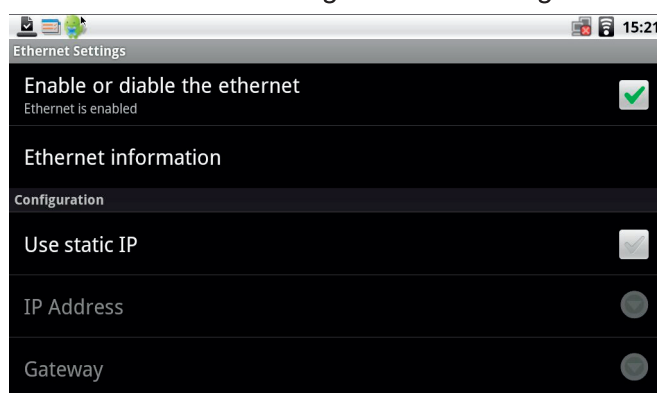 15:21
Ethernet Settings
Enable or diable the ethernet
Ethernet is enabled
Ethernet information
Configuration
Use static IP
IP Address
Gateway